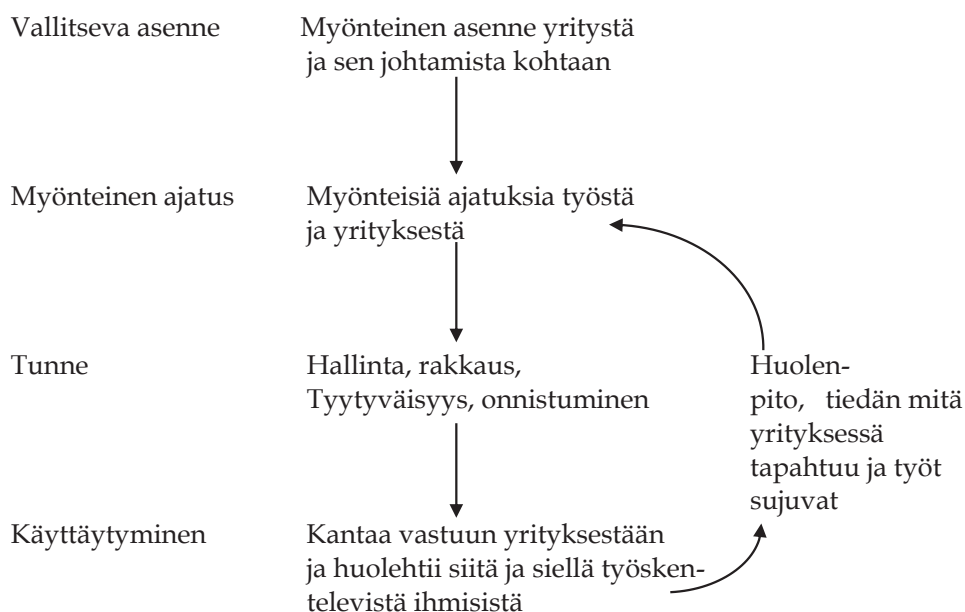 Vallitseva asenne Myönteinen asenne yritystä
ja sen johtamista kohtaan
Myönteinen ajatus Myönteisiä ajatuksia työstä
ja yrityksestä
Tunne Hallinta, rakkaus,
Tyytyväisyys, onnistuminen
Huolen-
pito, tiedän mitä
yrityksessä
tapahtuu ja työt
sujuvat
Käyttäytyminen Kantaa vastuun yrityksestään
ja huolehtii siitä ja siellä työsken-
televistä ihmisistä